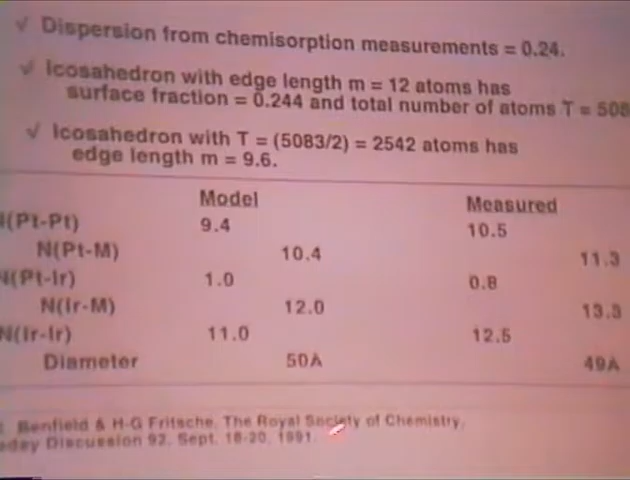 √ Dispersion from chemisorption measurements = 0.24.
√ Icosahedron with edge length m = 12 atoms has
surface fraction = 0.244 and total number of atoms T = 508
√ Icosahedron with T = (5083/2) = 2542 atoms has
edge length m = 9.6.
Model Measured
N(Pt-Pt) 9.4 10.5
N(Pt-M) 10.4 11.3
N(Pt-Ir) 1.0 0.8
N(Ir-M) 12.0 13.3
N(Ir-Ir) 11.0 12.5
Diameter 50A 49A
Benfield & H-G Fritsche, The Royal Society of Chemistry,
aday Discussion 92, Sept. 18-20, 1991.